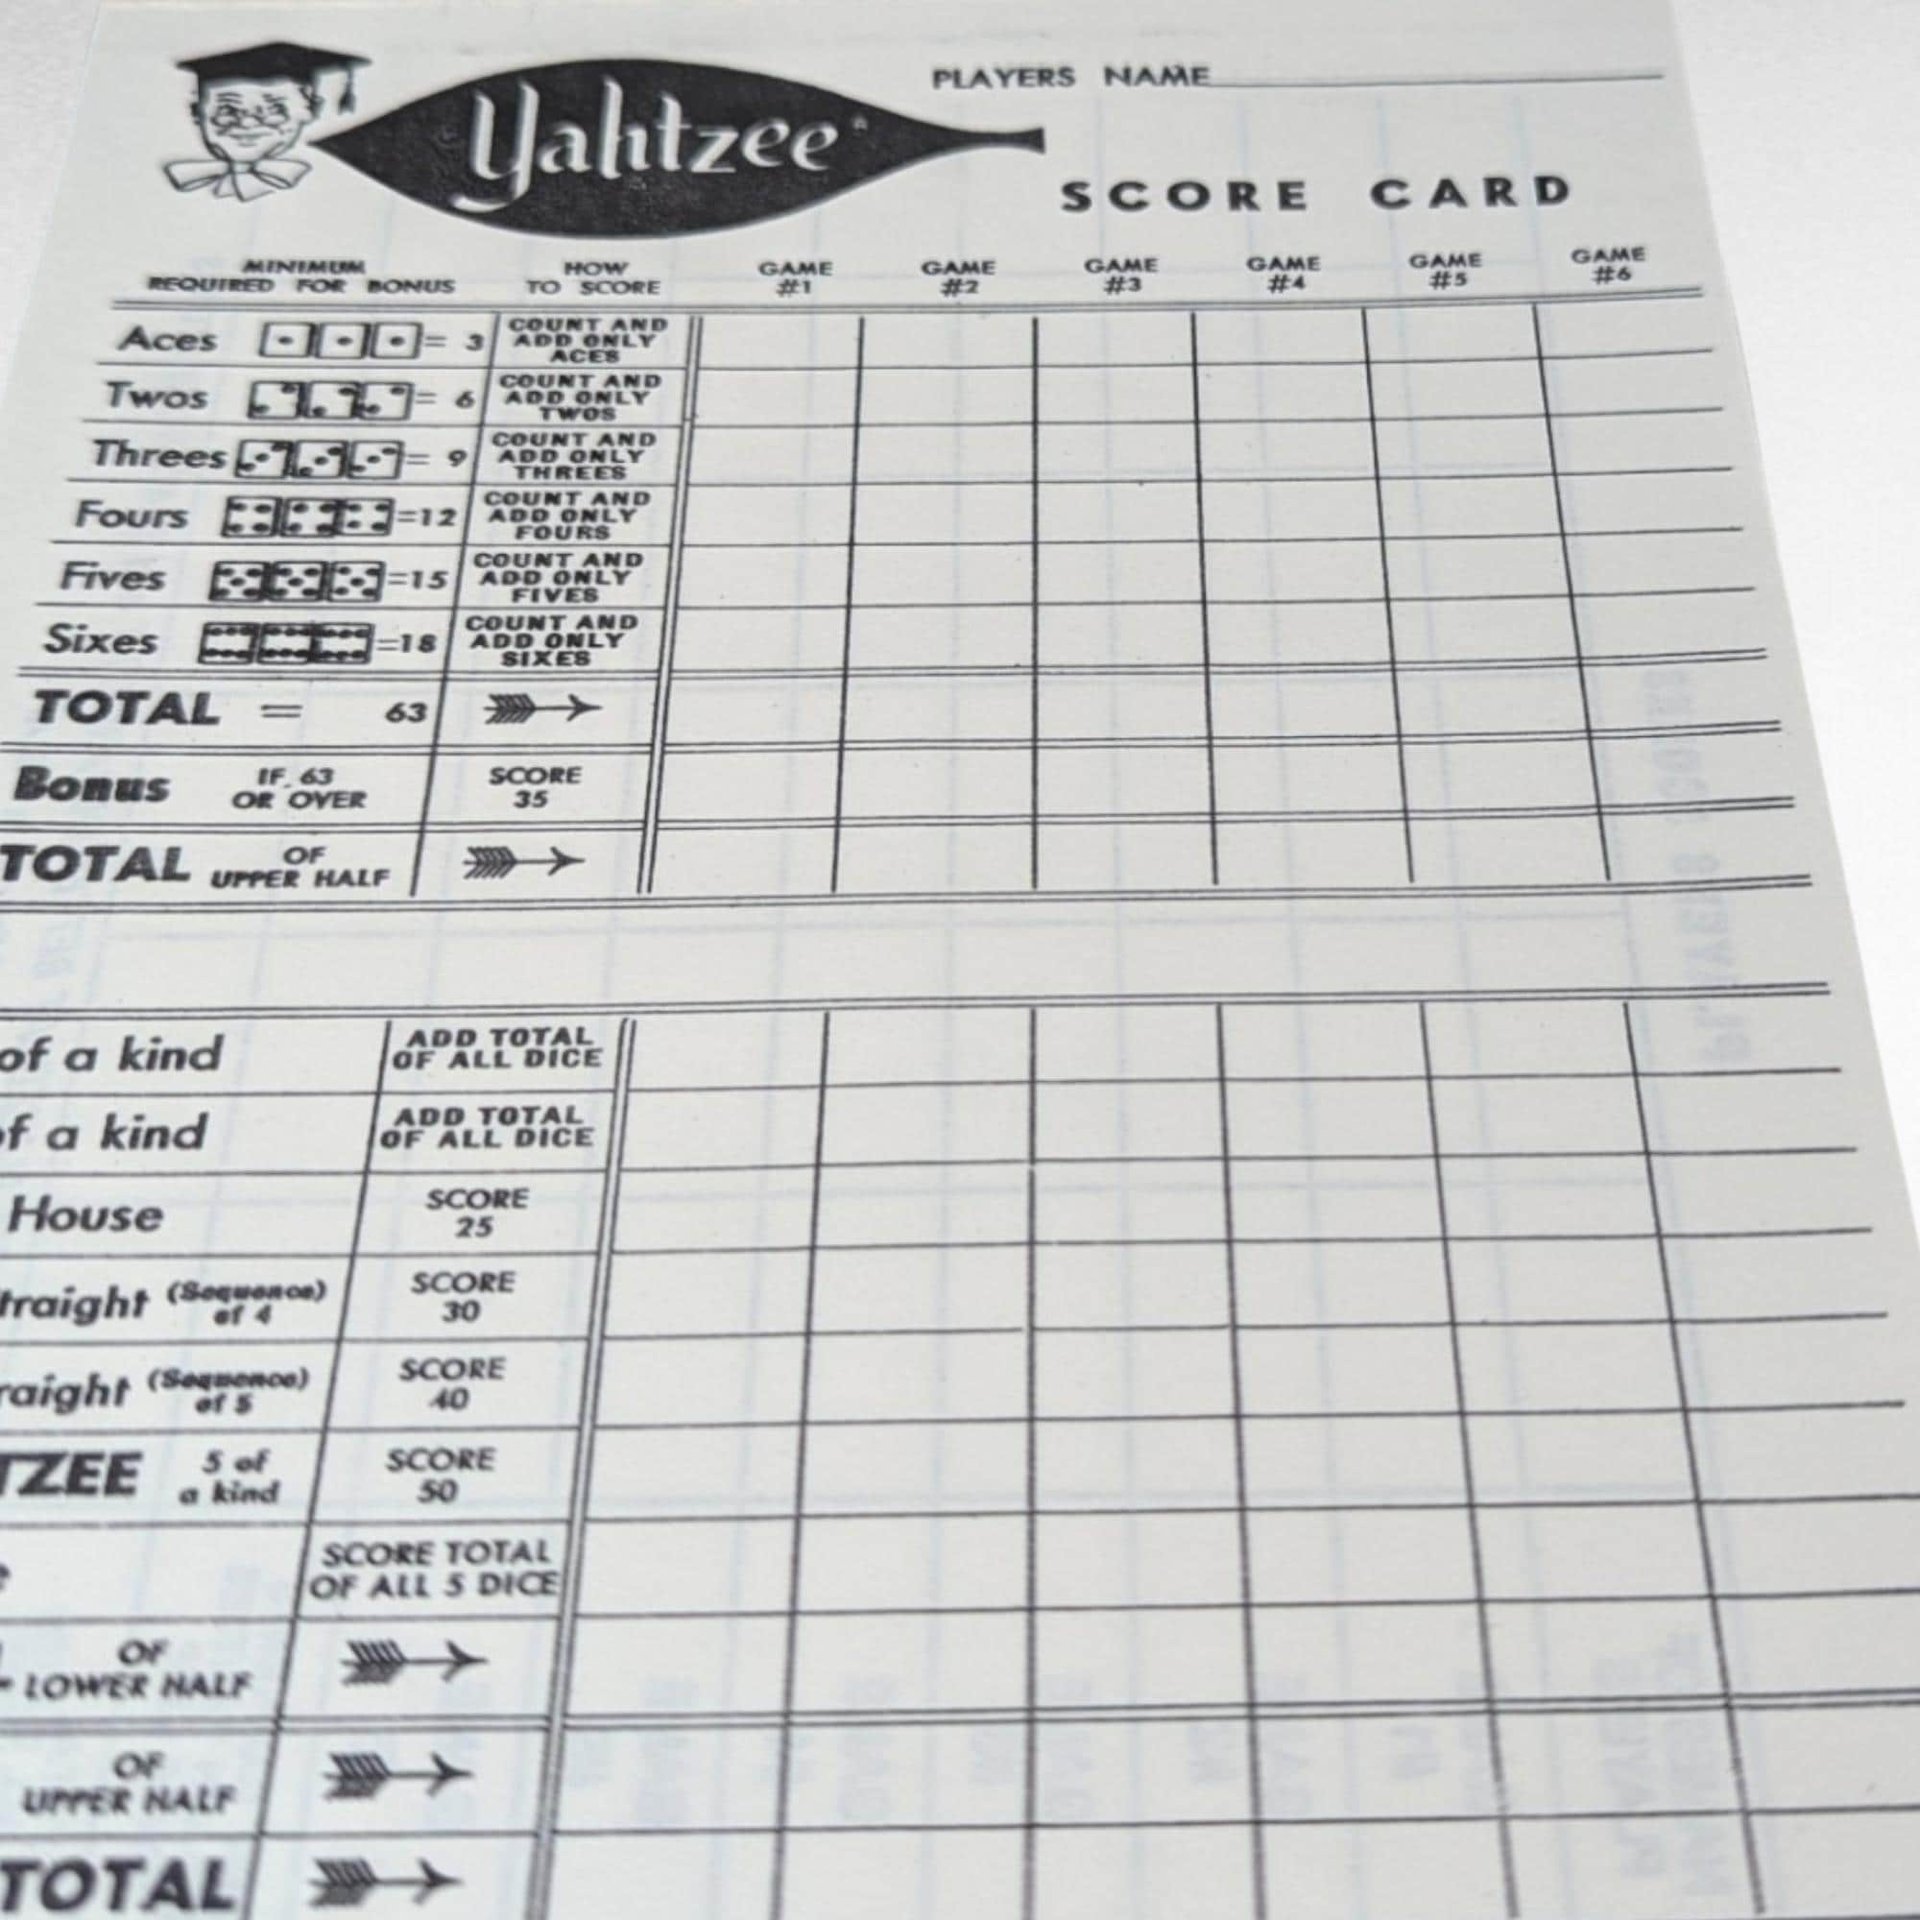 Yahtzee®
PLAYERS NAME
SCORE CARD
MINIMUM REQUIRED FOR BONUS
HOW TO SCORE
GAME #1
GAME #2
GAME #3
GAME #4
GAME #5
GAME #6
Aces = 3 COUNT AND ADD ONLY ACES
Twos = 6 COUNT AND ADD ONLY TWOS
Threes = 9 COUNT AND ADD ONLY THREES
Fours =12 COUNT AND ADD ONLY FOURS
Fives =15 COUNT AND ADD ONLY FIVES
Sixes =18 COUNT AND ADD ONLY SIXES
TOTAL = 63
Bonus IF 63 OR OVER SCORE 35
TOTAL OF UPPER HALF
of a kind ADD TOTAL OF ALL DICE
of a kind ADD TOTAL OF ALL DICE
House SCORE 25
traight (Sequence) of 4 SCORE 30
raight (Sequence) of 5 SCORE 40
TZEE 5 of a kind SCORE 50
SCORE TOTAL OF ALL 5 DICE
OF LOWER HALF
OF UPPER HALF
TOTAL